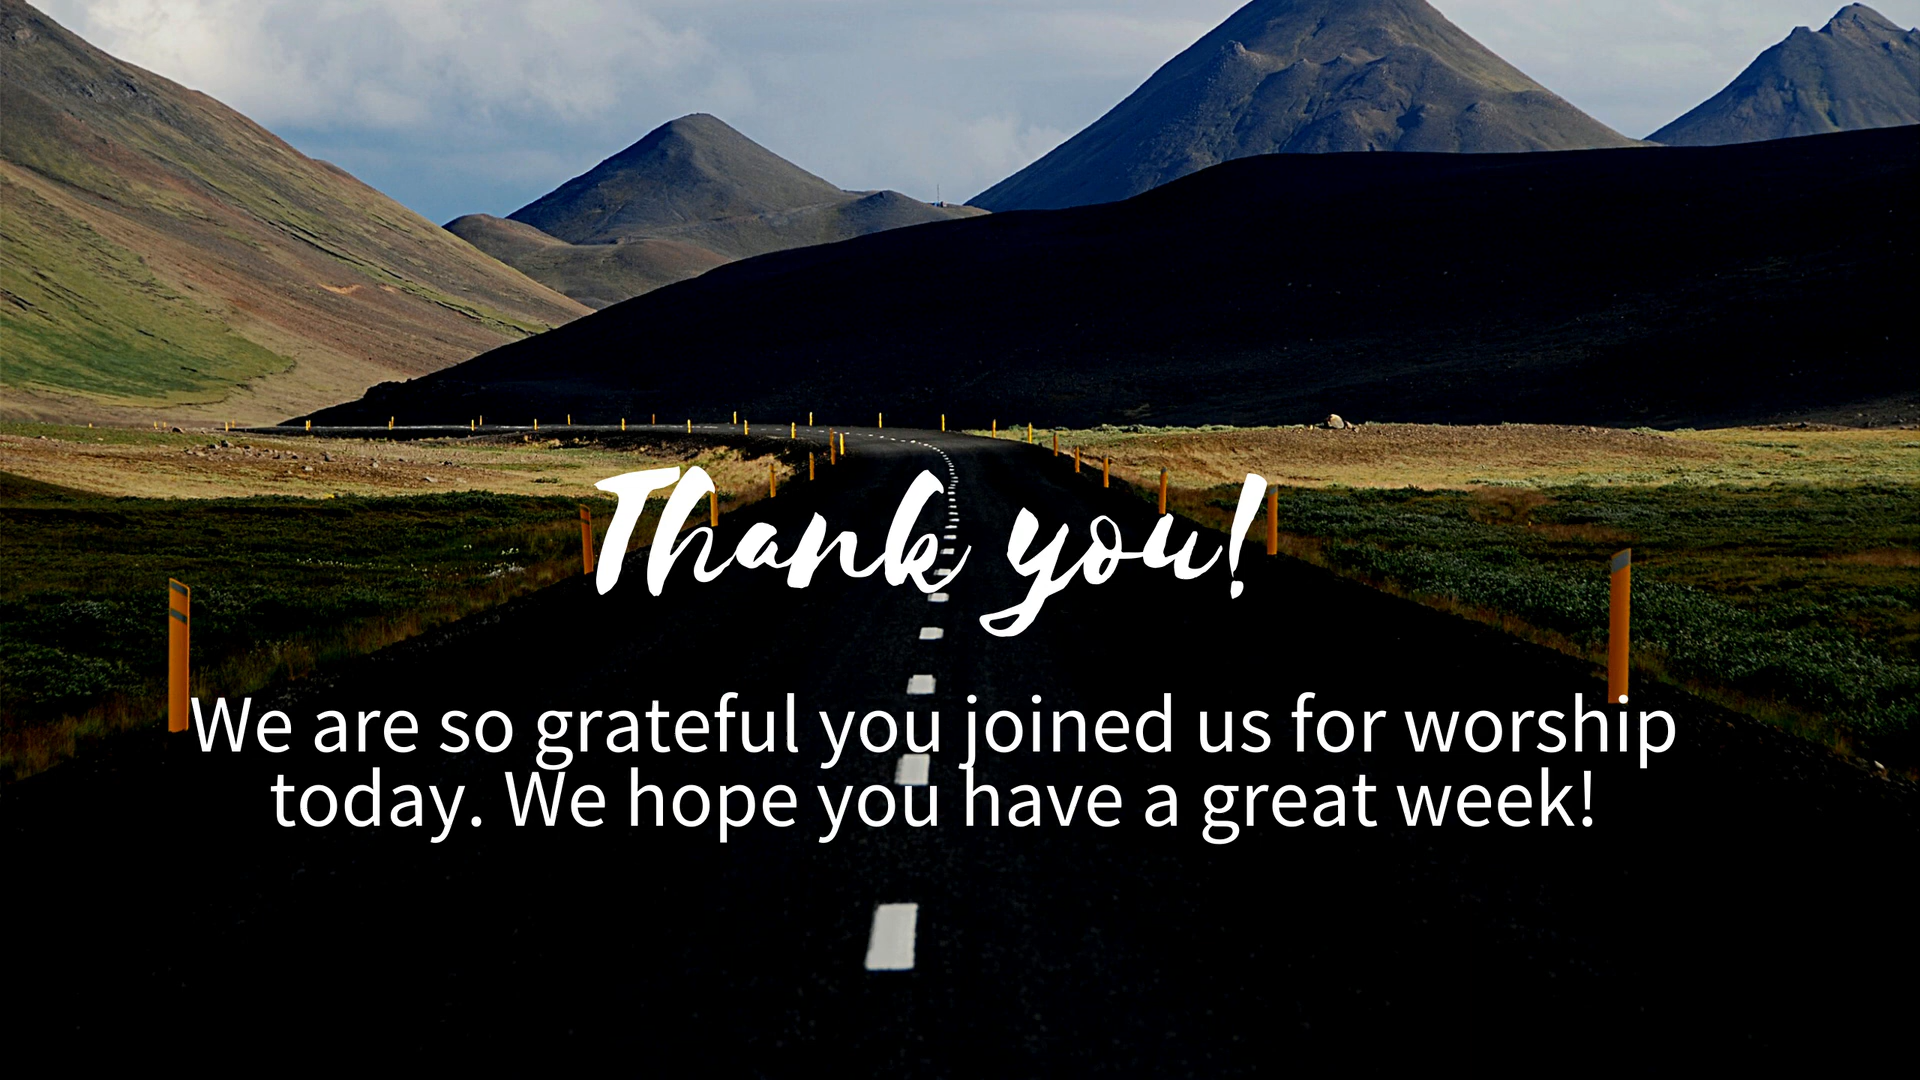 Thank you!
We are so grateful you joined us for worship
today. We hope you have a great week!